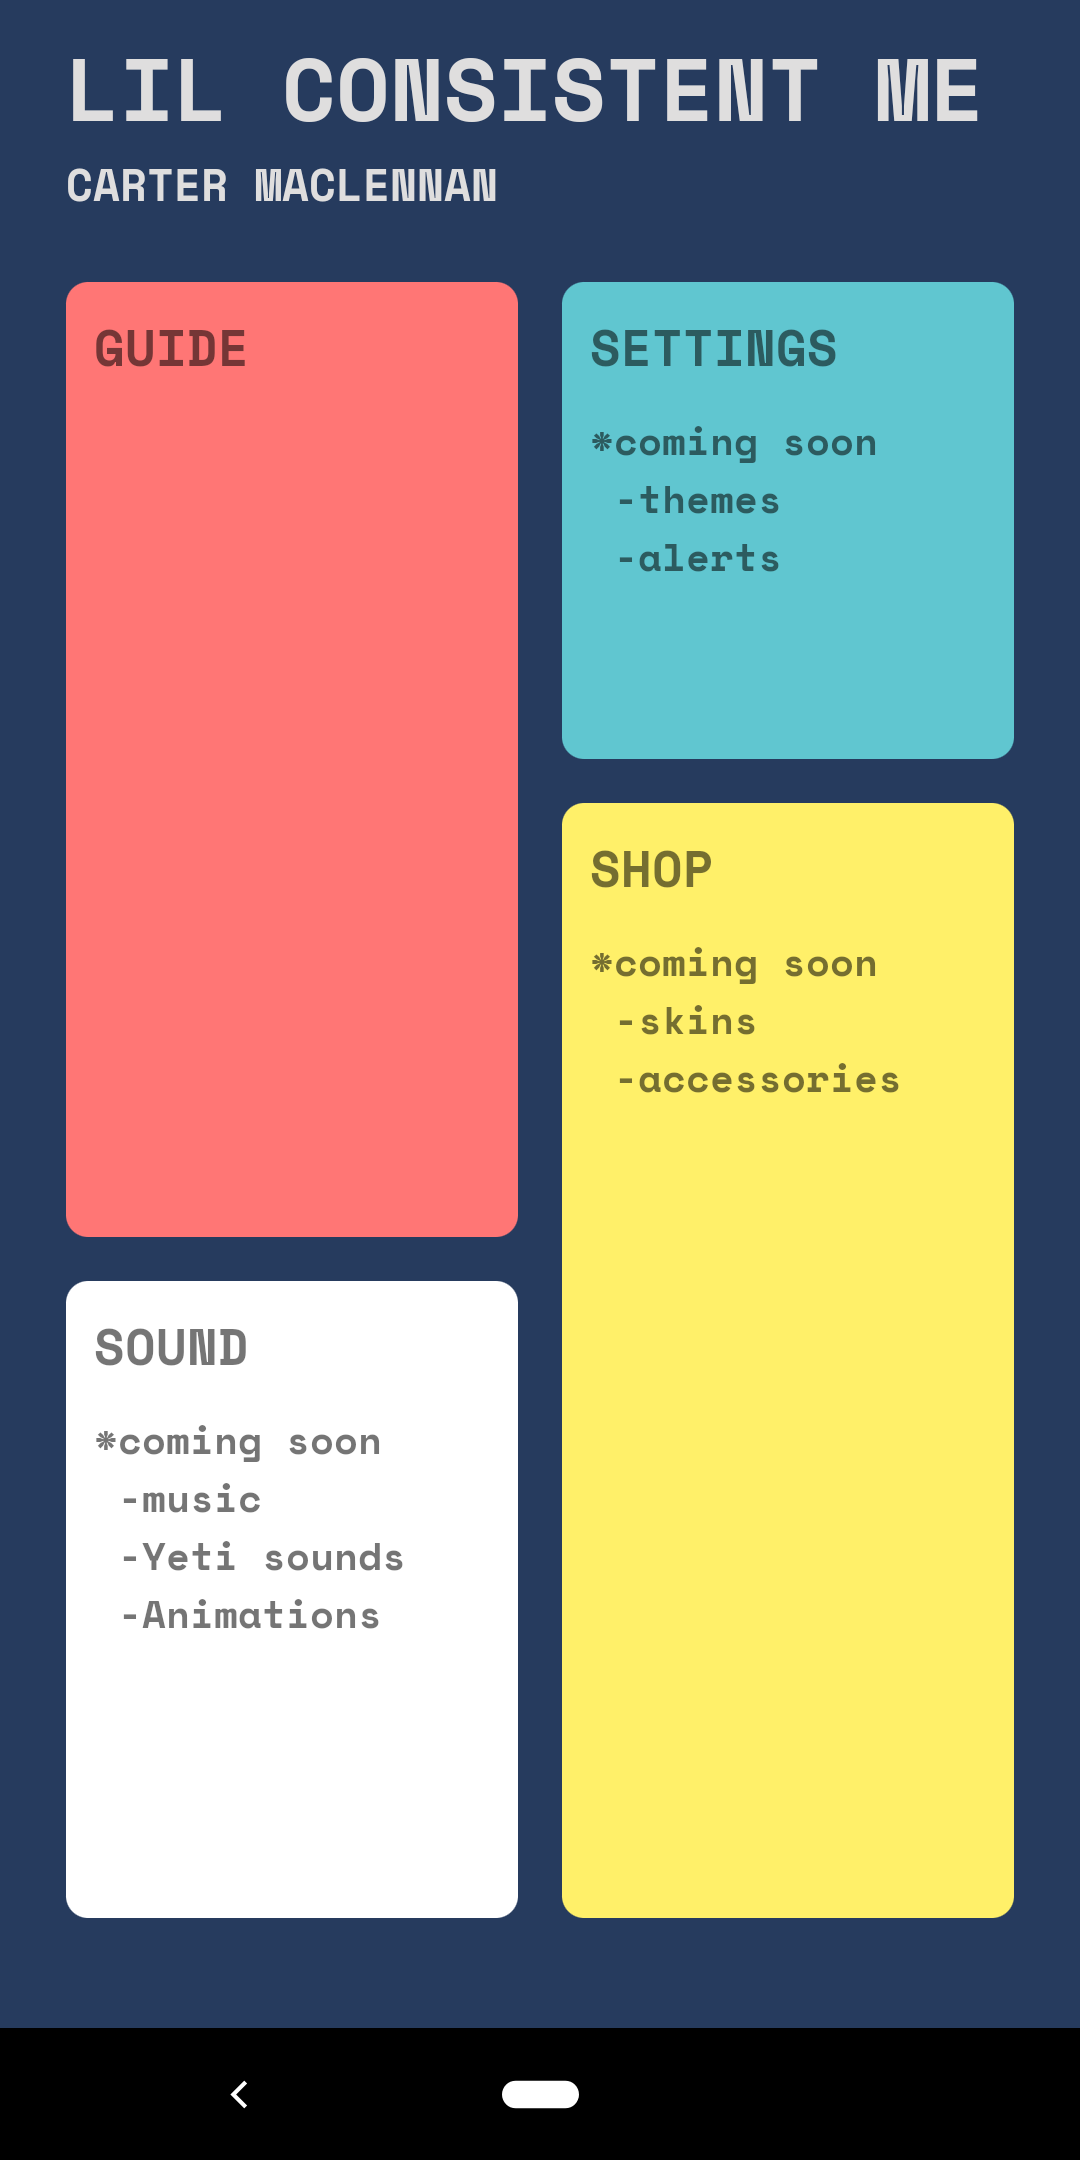 LIL CONSISTENT ME
CARTER MACLENNAN
GUIDE
SETTINGS
*coming soon
-themes
-alerts
SHOP
*coming soon
-skins
-accessories
SOUND
*coming soon
-music
-Yeti sounds
-Animations